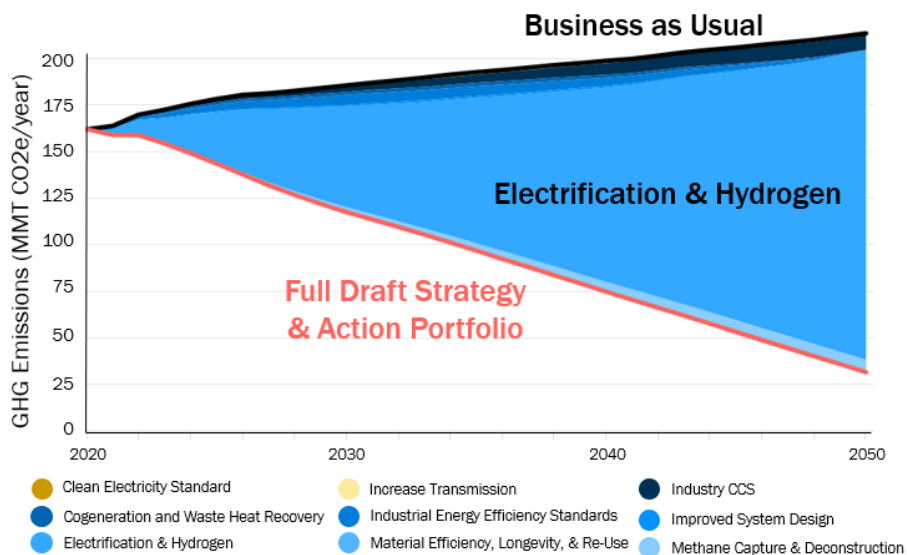 Business as Usual
GHG Emissions (MMT CO2e/year)
200
175
150
125
100
75
50
25
0
Electrification & Hydrogen
Full Draft Strategy
& Action Portfolio
2020
2030
2040
2050
Clean Electricity Standard
Increase Transmission
Industry CCS
Cogeneration and Waste Heat Recovery
Industrial Energy Efficiency Standards
Improved System Design
Electrification & Hydrogen
Material Efficiency, Longevity, & Re-Use
Methane Capture & Deconstruction